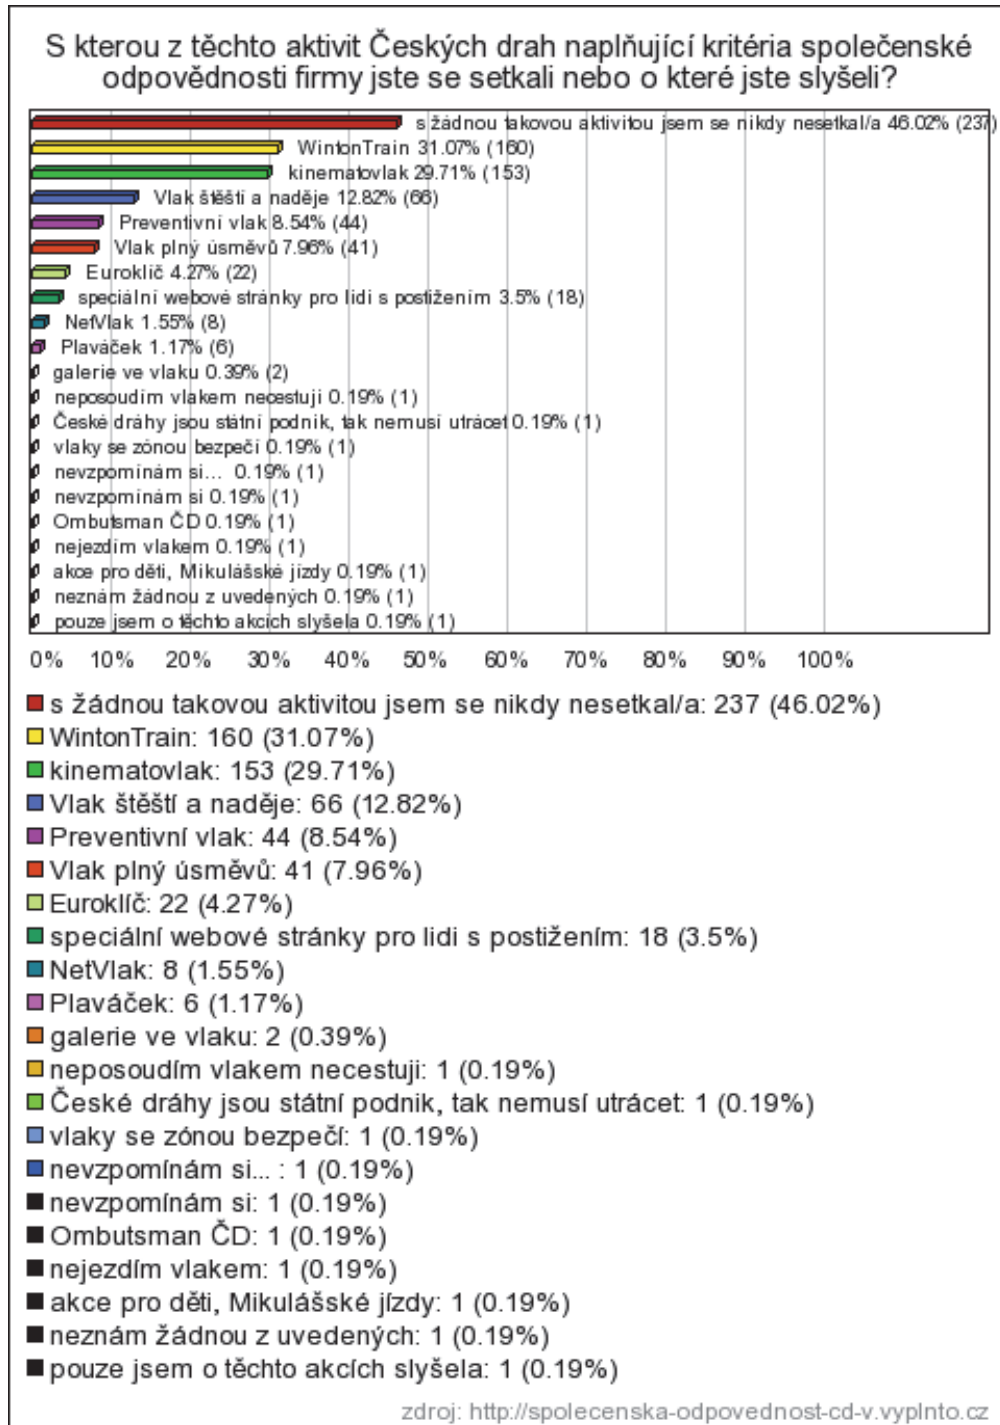 S kterou z těchto aktivit Českých drah naplňující kritéria společenské
odpovědnosti firmy jste se setkali nebo o které jste slyšeli?
s žádnou takovou aktivitou jsem se nikdy nesetkal/a 46.02% (237)
WintonTrain 31.07% (160)
kinematovlak 29.71% (153)
Vlak štěstí a naděje 12.82% (66)
Preventivní vlak 8.54% (44)
Vlak plný úsměvů 7.96% (41)
Euroklíč 4.27% (22)
speciální webové stránky pro lidi s postižením 3.5% (18)
NetVlak 1.55% (8)
Plaváček 1.17% (6)
galerie ve vlaku 0.39% (2)
neposoudím vlakem necestuji 0.19% (1)
České dráhy jsou státní podnik, tak nemusí utrácet 0.19% (1)
vlaky se zónou bezpečí 0.19% (1)
nevzpomínám si... 0.19% (1)
nevzpomínám si 0.19% (1)
Ombutsman ČD 0.19% (1)
nejezdím vlakem 0.19% (1)
akce pro děti, Mikulášské jízdy 0.19% (1)
neznám žádnou z uvedených 0.19% (1)
pouze jsem o těchto akcích slyšela 0.19% (1)
0% 10% 20% 30% 40% 50% 60% 70% 80% 90% 100%
s žádnou takovou aktivitou jsem se nikdy nesetkal/a: 237 (46.02%)
WintonTrain: 160 (31.07%)
kinematovlak: 153 (29.71%)
Vlak štěstí a naděje: 66 (12.82%)
Preventivní vlak: 44 (8.54%)
Vlak plný úsměvů: 41 (7.96%)
Euroklíč: 22 (4.27%)
speciální webové stránky pro lidi s postižením: 18 (3.5%)
NetVlak: 8 (1.55%)
Plaváček: 6 (1.17%)
galerie ve vlaku: 2 (0.39%)
neposoudím vlakem necestuji: 1 (0.19%)
České dráhy jsou státní podnik, tak nemusí utrácet: 1 (0.19%)
vlaky se zónou bezpečí: 1 (0.19%)
nevzpomínám si... : 1 (0.19%)
nevzpomínám si: 1 (0.19%)
Ombutsman ČD: 1 (0.19%)
nejezdím vlakem: 1 (0.19%)
akce pro děti, Mikulášské jízdy: 1 (0.19%)
neznám žádnou z uvedených: 1 (0.19%)
pouze jsem o těchto akcích slyšela: 1 (0.19%)
zdroj: http://spolecenska-odpovednost-cd-v.vyplnto.cz